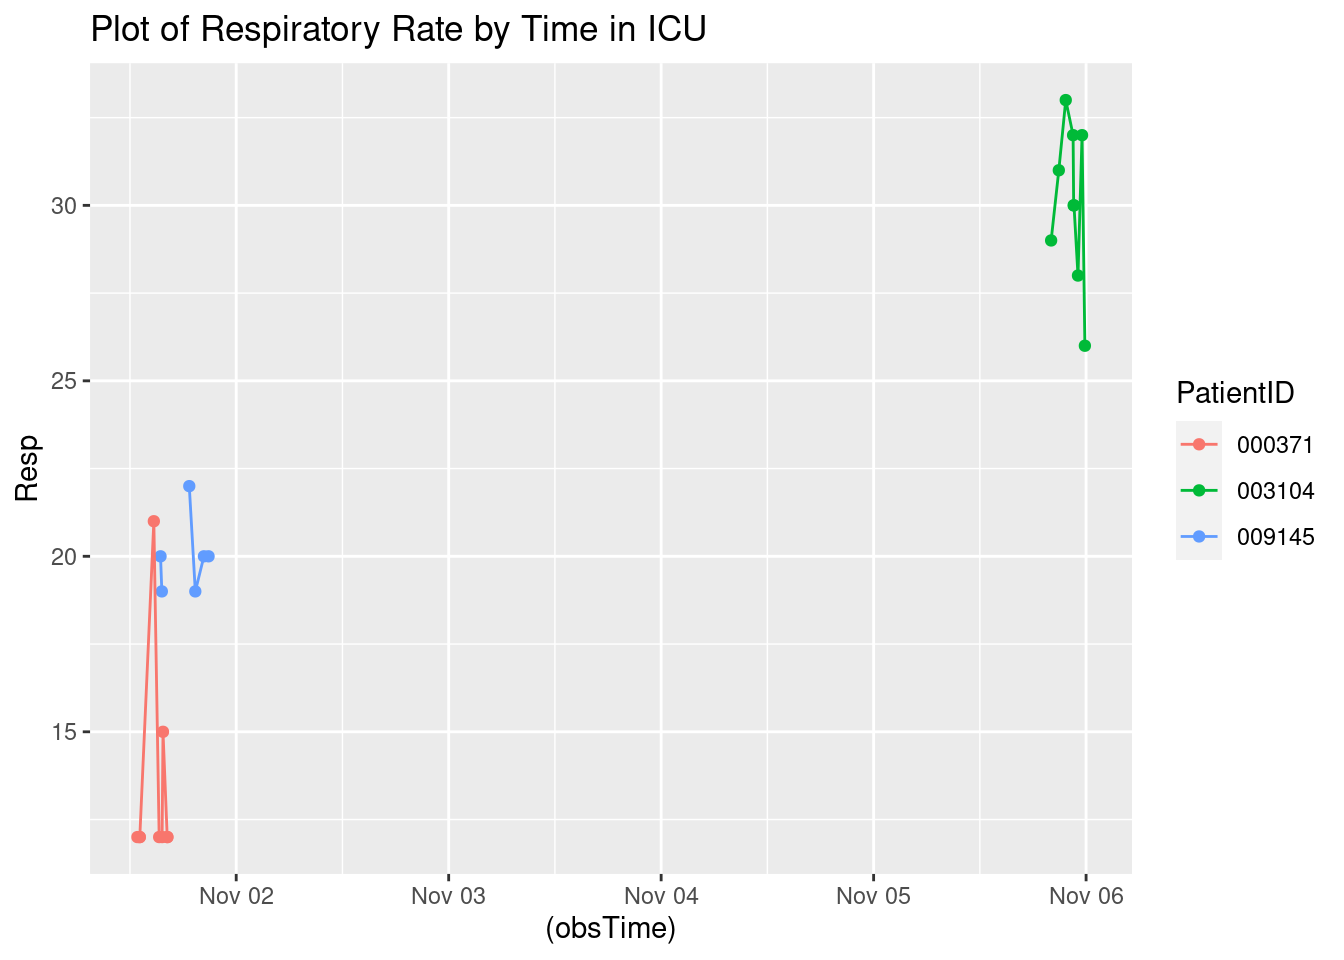 Plot of Respiratory Rate by Time in ICU
30
25
20
15
Resp
Nov 02
Nov 03
Nov 04
Nov 05
Nov 06
(obsTime)
PatientID
000371
003104
009145